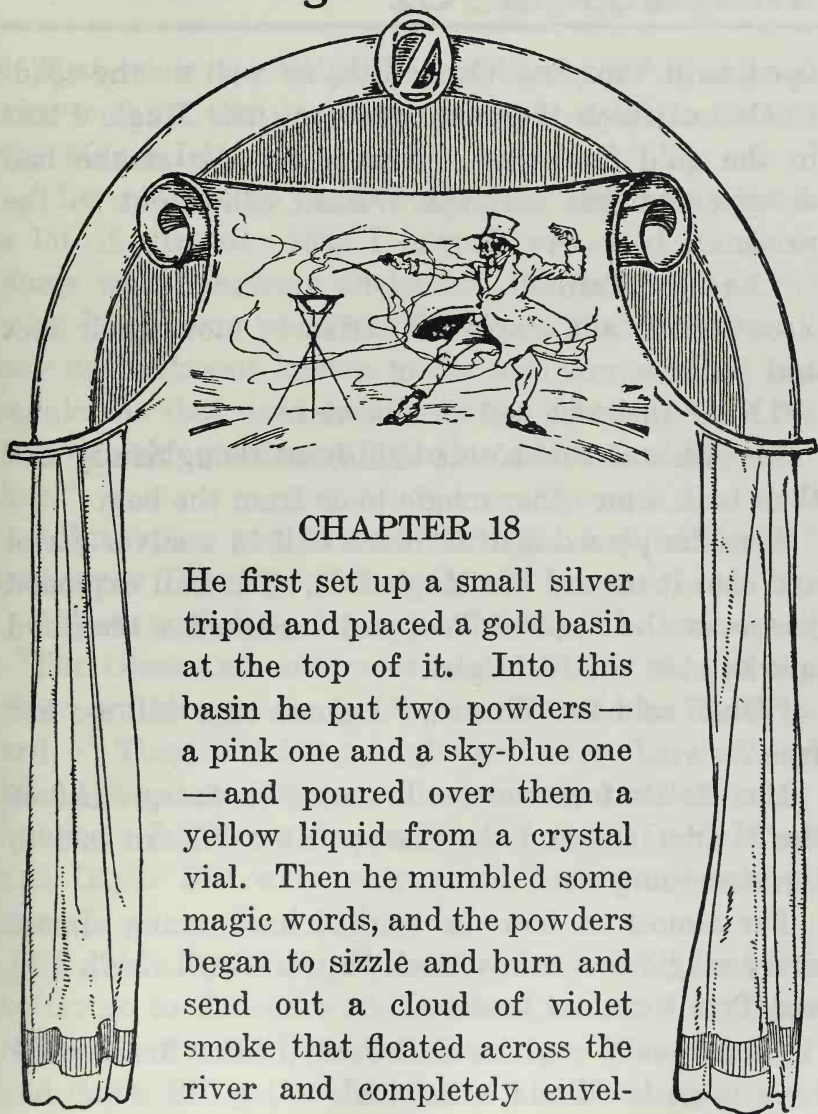 OZ
CHAPTER 18
He first set up a small silver
tripod and placed a gold basin
at the top of it. Into this
basin he put two powders—
a pink one and a sky-blue one
—and poured over them a
yellow liquid from a crystal
vial. Then he mumbled some
magic words, and the powders
began to sizzle and burn and
send out a cloud of violet
smoke that floated across the
river and completely envel-